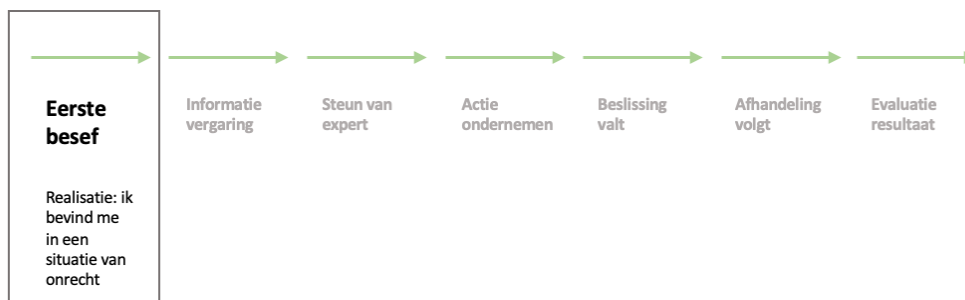 Eerste
besef
Realisatie: ik
bevind me
in een
situatie van
onrecht
Informatie
vergaring
Steun van
expert
Actie
ondernemen
Beslissing
valt
Afhandeling
volgt
Evaluatie
resultaat